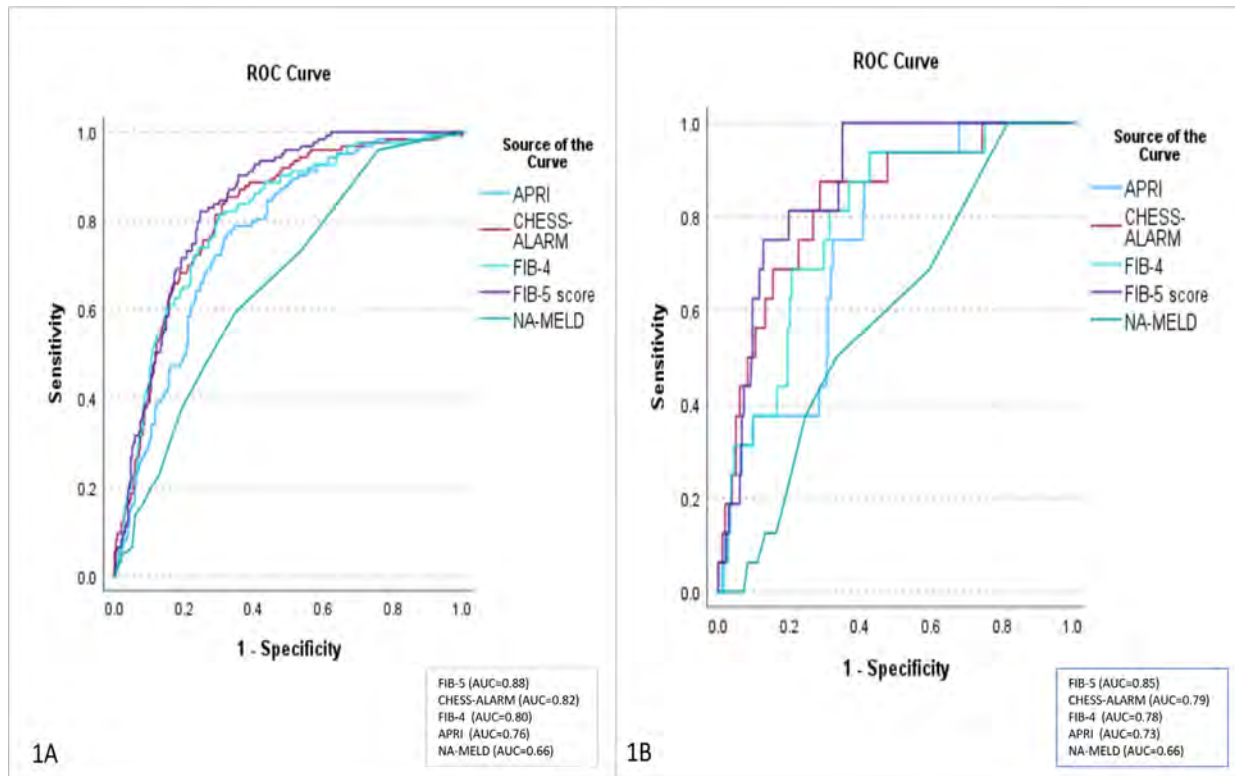 ROC Curve
1.0
0.8
0.6
0.4
0.2
0.0
Sensitivity
0.0 0.2 0.4 0.6 0.8 1.0
1 - Specificity
Source of the
Curve
APRI
CHESS-
ALARM
FIB-4
FIB-5 score
NA-MELD
FIB-5 (AUC=0.88)
CHESS-ALARM (AUC=0.82)
FIB-4 (AUC=0.80)
APRI (AUC=0.76)
NA-MELD (AUC=0.66)
1A
ROC Curve
1.0
0.8
0.6
0.4
0.2
0.0
Sensitivity
0.0 0.2 0.4 0.6 0.8 1.0
1 - Specificity
Source of the
Curve
APRI
CHESS-
ALARM
FIB-4
FIB-5 score
NA-MELD
FIB-5 (AUC=0.85)
CHESS-ALARM (AUC=0.79)
FIB-4 (AUC=0.78)
APRI (AUC=0.73)
NA-MELD (AUC=0.66)
1B